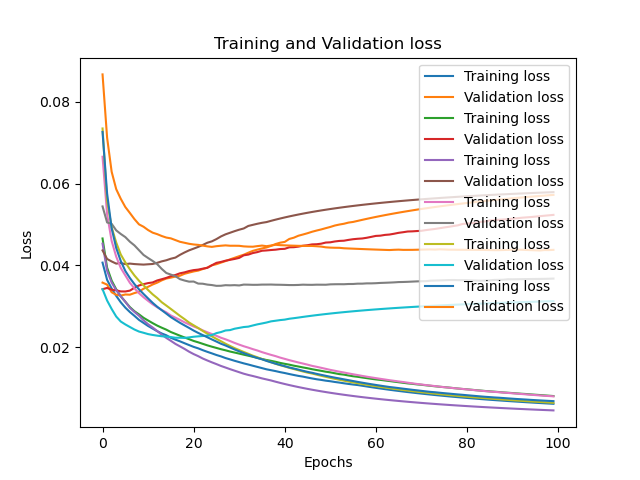 Training and Validation loss
Loss
0.08
0.06
0.04
0.02
Training loss
Validation loss
Training loss
Validation loss
Training loss
Validation loss
Training loss
Validation loss
Training loss
Validation loss
Training loss
Validation loss
0 20 40 60 80 100
Epochs